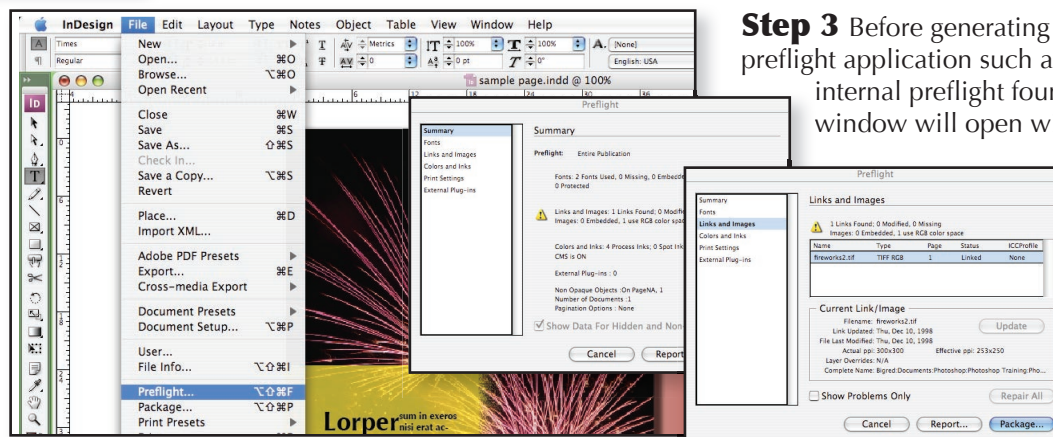 InDesign File Edit Layout Type Notes Object Table View Window Help
A Times T Metrics T 100% T 100% A. [None]
Regular 0 0 pt T 0° English: USA
sample page.indd @ 100%
New
Open... ⌘O
Browse... ⌥⌘O
Open Recent
Close ⌘W
Save ⌘S
Save As... ⇧⌘S
Check In...
Save a Copy... ⌥⌘S
Revert
Place... ⌘D
Import XML...
Adobe PDF Presets
Export... ⌘E
Cross-media Export
Document Presets
Document Setup... ⌥⌘P
User...
File Info... ⌥⇧⌘I
Preflight... ⌥⇧⌘F
Package... ⌥⇧⌘P
Print Presets
Lorper sum in exeros
nisi erat ac-
Preflight
Summary
Fonts
Links and Images
Colors and Inks
Print Settings
External Plug-ins
Summary
Preflight: Entire Publication
Fonts: 2 Fonts Used, 0 Missing, 0 Embedde
0 Protected
Links and Images: 1 Links Found; 0 Modifi
Images: 0 Embedded, 1 use RGB color spac
Colors and Inks: 4 Process Inks; 0 Spot Ink
CMS is ON
External Plug-ins : 0
Non Opaque Objects :On PageNA, 1
Number of Documents :1
Pagination Options : None
Show Data For Hidden and Non
Cancel Report
Step 3 Before generating
preflight application such a
internal preflight four
window will open w
Preflight
Summary
Fonts
Links and Images
Colors and Inks
Print Settings
External Plug-ins
Links and Images
1 Links Found; 0 Modified, 0 Missing
Images: 0 Embedded, 1 use RGB color space
Name Type Page Status ICCProfile
fireworks2.tif TIFF RGB 1 Linked None
Current Link/Image
Filename: fireworks2.tif
Update
Link Updated: Thu, Dec 10, 1998
File Last Modified: Thu, Dec 10, 1998
Actual ppi: 300x300 Effective ppi: 253x250
Layer Overrides: N/A
Complete Name: Bigred:Documents:Photoshop:Photoshop Training:Pho...
Show Problems Only Repair All
Cancel Report... Package...